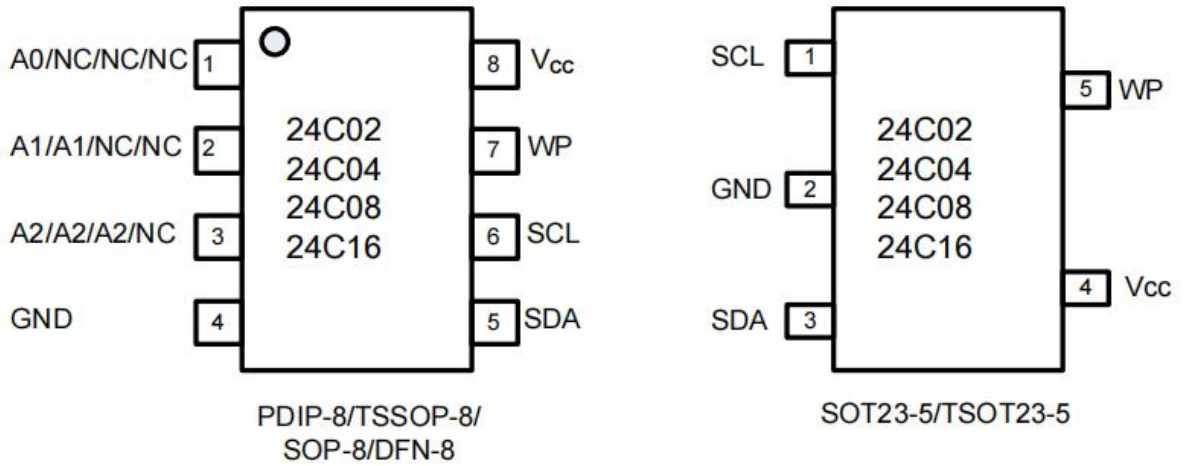 A0/NC/NC/NC 1
8 Vcc
A1/A1/NC/NC 2
7 WP
A2/A2/A2/NC 3
6 SCL
GND 4
5 SDA
24C02
24C04
24C08
24C16
PDIP-8/TSSOP-8/
SOP-8/DFN-8
SCL 1
5 WP
GND 2
4 Vcc
SDA 3
24C02
24C04
24C08
24C16
SOT23-5/TSOT23-5